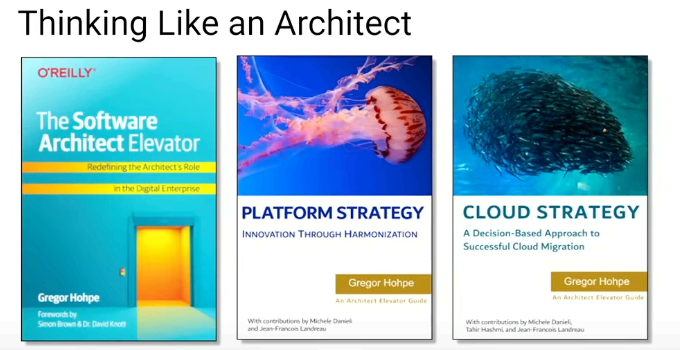 Thinking Like an Architect
O'REILLY®
The Software
Architect Elevator
Redefining the Architect's Role
in the Digital Enterprise
Gregor Hohpe
Forewords by
Simon Brown & Dr. David Knott
PLATFORM STRATEGY
INNOVATION THROUGH HARMONIZATION
Gregor Hohpe
An Architect Elevator Guide
With contributions by Michele Danieli
and Jean-Francois Landreau
CLOUD STRATEGY
A Decision-Based Approach to
Successful Cloud Migration
Gregor Hohpe
An Architect Elevator Guide
With contributions by Michele Danieli,
Tahir Hashmi, and Jean-Francois Landreau